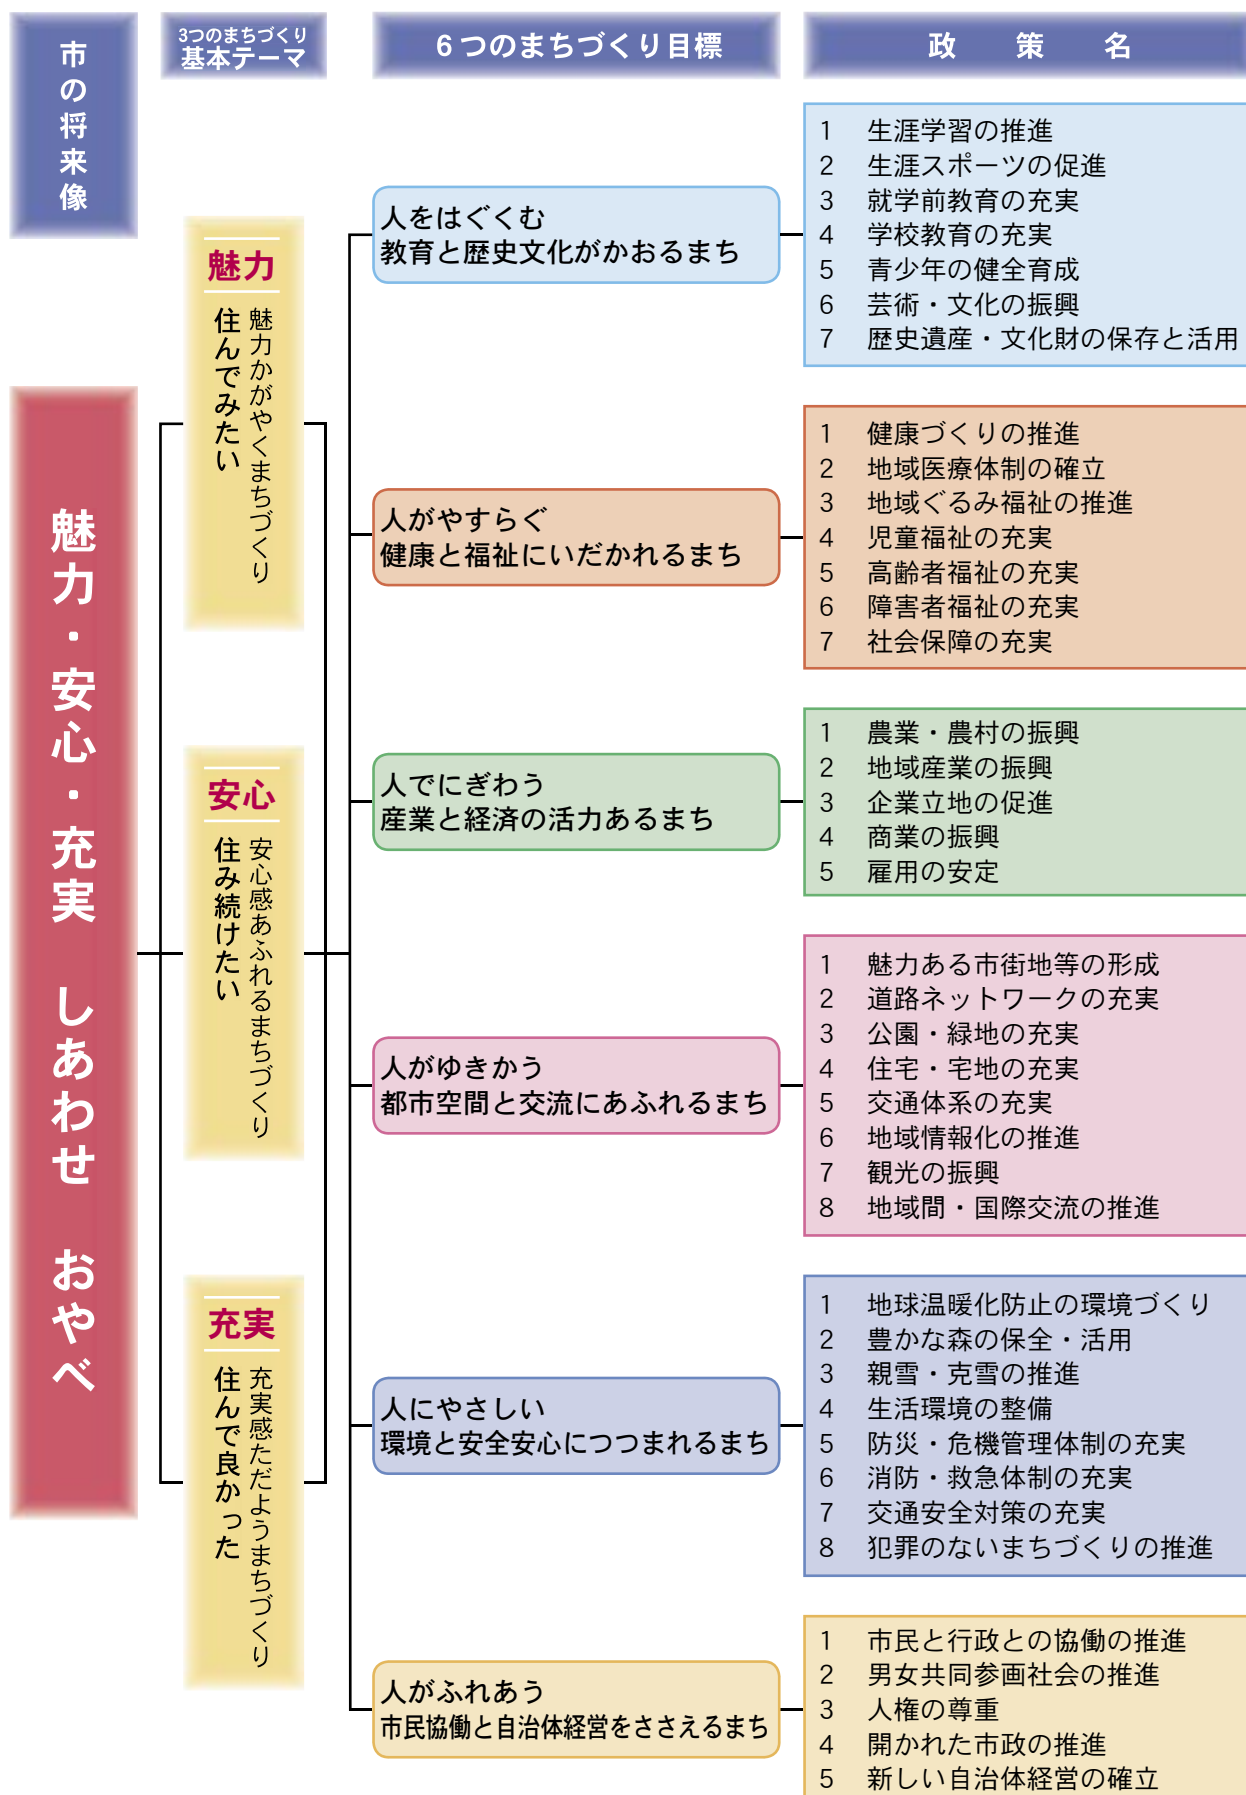 市の将来像
3つのまちづくり
基本テーマ
6つのまちづくり目標
政策名
魅力・安心・充実 しあわせ おやべ
魅力
魅力かがやくまちづくり
住んでみたい
安心
安心感あふれるまちづくり
住み続けたい
充実
充実感ただようまちづくり
住んで良かった
人をはぐくむ
教育と歴史文化がかおるまち
1 生涯学習の推進
2 生涯スポーツの促進
3 就学前教育の充実
4 学校教育の充実
5 青少年の健全育成
6 芸術・文化の振興
7 歴史遺産・文化財の保存と活用
人がやすらぐ
健康と福祉にいだかれるまち
1 健康づくりの推進
2 地域医療体制の確立
3 地域ぐるみ福祉の推進
4 児童福祉の充実
5 高齢者福祉の充実
6 障害者福祉の充実
7 社会保障の充実
人でにぎわう
産業と経済の活力あるまち
1 農業・農村の振興
2 地域産業の振興
3 企業立地の促進
4 商業の振興
5 雇用の安定
人がゆきかう
都市空間と交流にあふれるまち
1 魅力ある市街地等の形成
2 道路ネットワークの充実
3 公園・緑地の充実
4 住宅・宅地の充実
5 交通体系の充実
6 地域情報化の推進
7 観光の振興
8 地域間・国際交流の推進
人にやさしい
環境と安全安心につつまれるまち
1 地球温暖化防止の環境づくり
2 豊かな森の保全・活用
3 親雪・克雪の推進
4 生活環境の整備
5 防災・危機管理体制の充実
6 消防・救急体制の充実
7 交通安全対策の充実
8 犯罪のないまちづくりの推進
人がふれあう
市民協働と自治体経営をささえるまち
1 市民と行政との協働の推進
2 男女共同参画社会の推進
3 人権の尊重
4 開かれた市政の推進
5 新しい自治体経営の確立